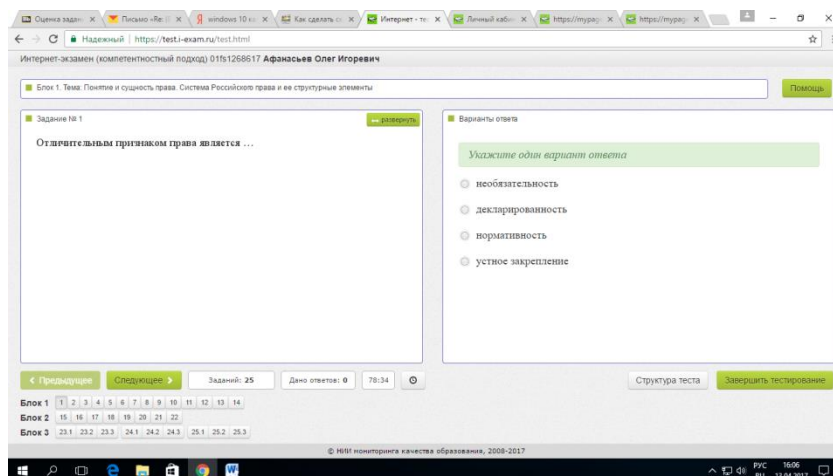 Оценка задан
Письмо «Re:
windows 10 ка
Как сделать с
Интернет - те
Личный кабин
https://mypag
https://mypag
Надежный | https://test.i-exam.ru/test.html
Интернет-экзамен (компетентностный подход) 01fs1268617 Афанасьев Олег Игоревич
Блок 1. Тема: Понятие и сущность права. Система Российского права и ее структурные элементы
Помощь
Задание № 1
развернуть
Отличительным признаком права является …
Варианты ответа
Укажите один вариант ответа
необязательность
декларированность
нормативность
устное закрепление
Предыдущее
Следующее
Заданий: 25
Дано ответов: 0
78:34
Структура теста
Завершить тестирование
Блок 1 1 2 3 4 5 6 7 8 9 10 11 12 13 14
Блок 2 15 16 17 18 19 20 21 22
Блок 3 23.1 23.2 23.3 24.1 24.2 24.3 25.1 25.2 25.3
© НИИ мониторинга качества образования, 2008-2017
РУС 16:06
RU 13.04.2017